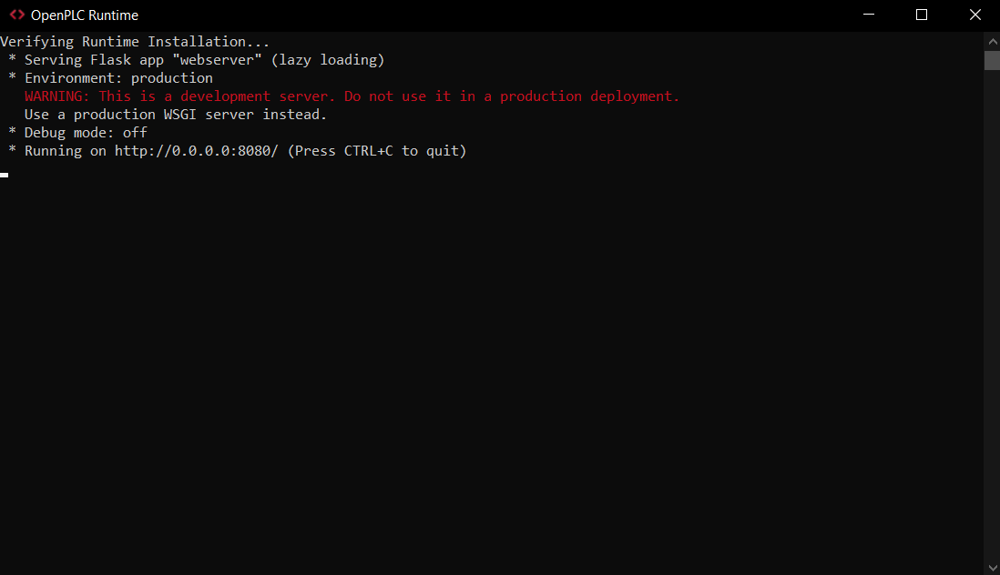 OpenPLC Runtime
Verifying Runtime Installation...
* Serving Flask app "webserver" (lazy loading)
* Environment: production
WARNING: This is a development server. Do not use it in a production deployment.
Use a production WSGI server instead.
* Debug mode: off
* Running on http://0.0.0.0:8080/ (Press CTRL+C to quit)